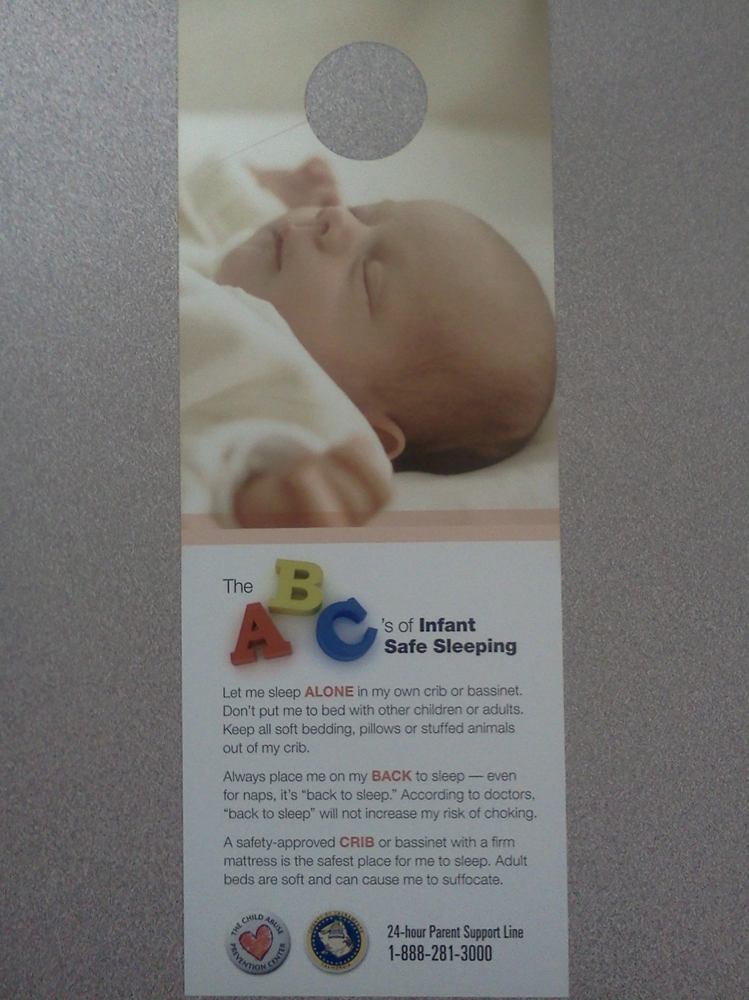 The ABC's of Infant
Safe Sleeping
Let me sleep ALONE in my own crib or bassinet.
Don't put me to bed with other children or adults.
Keep all soft bedding, pillows or stuffed animals
out of my crib.
Always place me on my BACK to sleep — even
for naps, it's “back to sleep.” According to doctors,
“back to sleep” will not increase my risk of choking.
A safety-approved CRIB or bassinet with a firm
mattress is the safest place for me to sleep. Adult
beds are soft and can cause me to suffocate.
THE CHILD ABUSE
PREVENTION CENTER
COUNTY OF SACRAMENTO
CALIFORNIA
24-hour Parent Support Line
1-888-281-3000